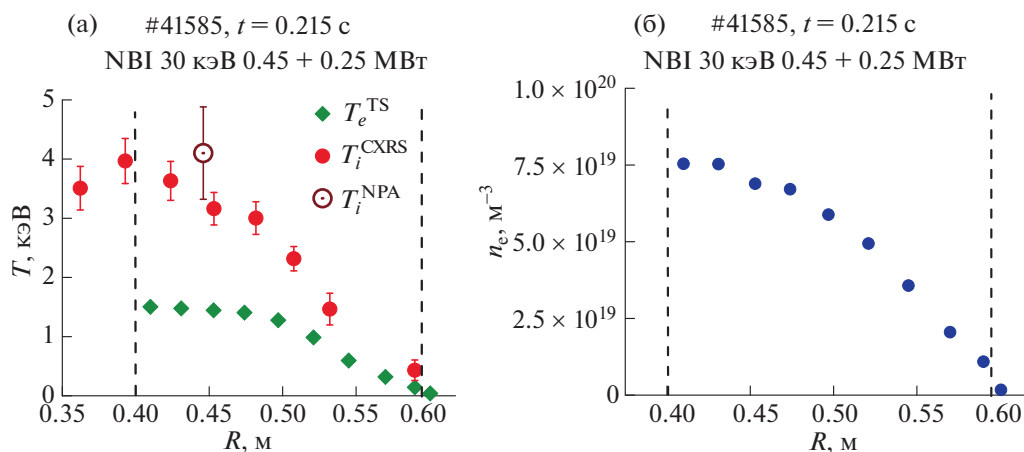 (а) #41585, t = 0.215 с
NBI 30 кэВ 0.45 + 0.25 МВт
T, кэВ
5
4
3
2
1
0
0.35 0.40 0.45 0.50 0.55 0.60
R, м
T_e^TS
T_i^CXRS
T_i^NPA
(б) #41585, t = 0.215 с
NBI 30 кэВ 0.45 + 0.25 МВт
n_e, м^−3
1.0 × 10^20
7.5 × 10^19
5.0 × 10^19
2.5 × 10^19
0
0.40 0.45 0.50 0.55 0.60
R, м